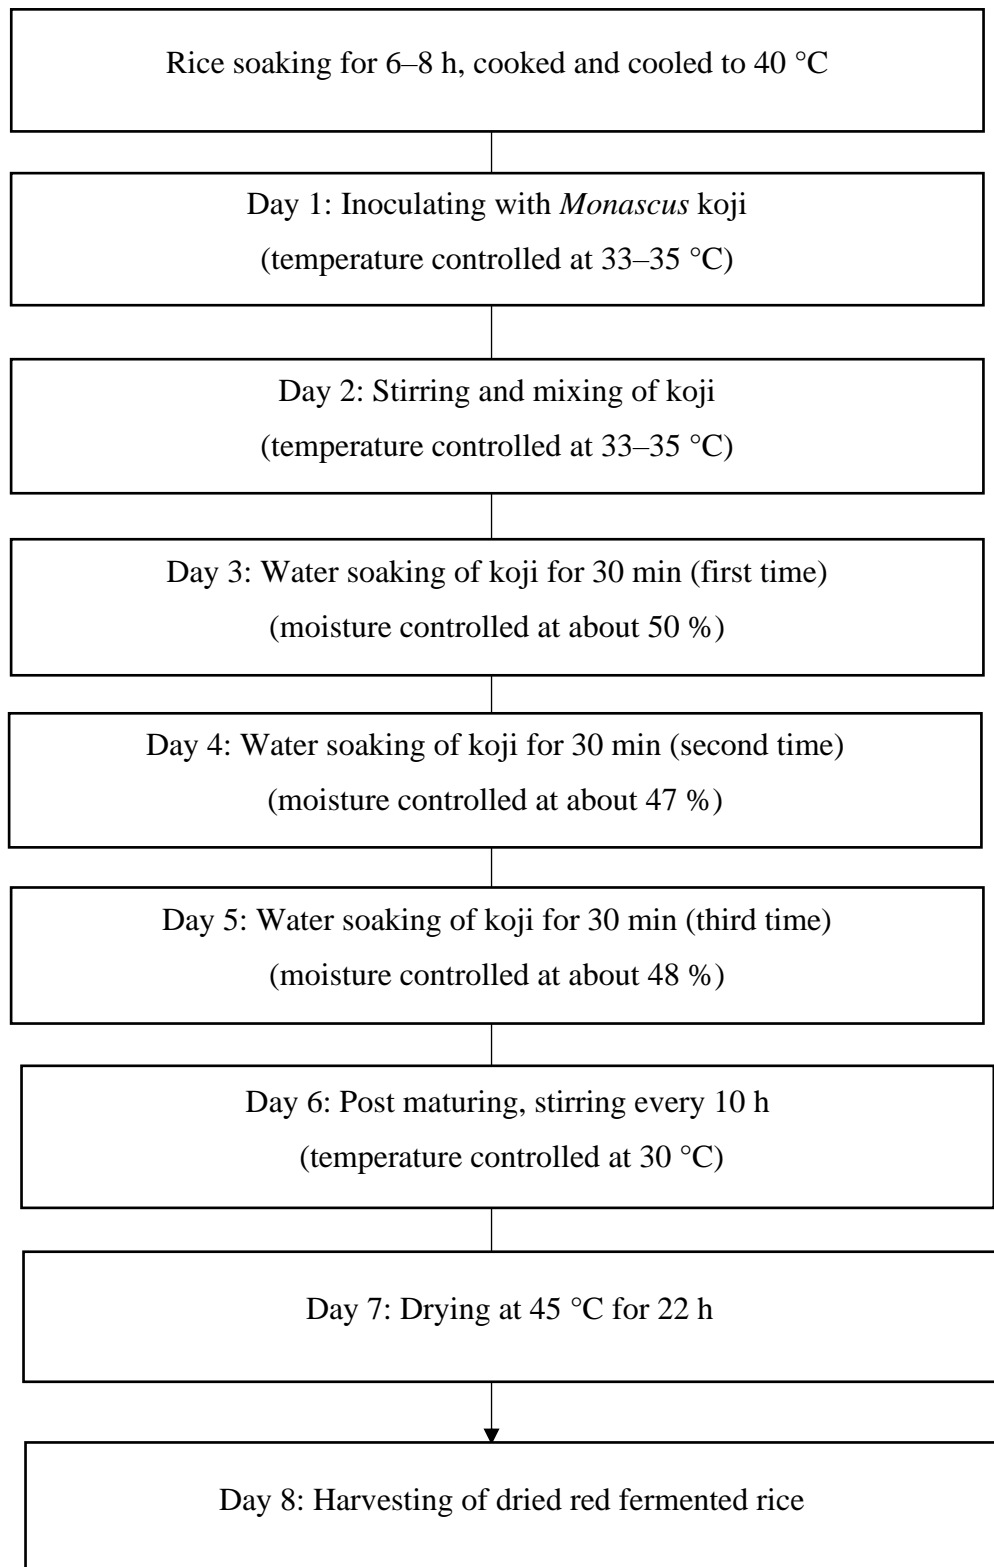 Rice soaking for 6–8 h, cooked and cooled to 40 °C
Day 1: Inoculating with Monascus koji
(temperature controlled at 33–35 °C)
Day 2: Stirring and mixing of koji
(temperature controlled at 33–35 °C)
Day 3: Water soaking of koji for 30 min (first time)
(moisture controlled at about 50 %)
Day 4: Water soaking of koji for 30 min (second time)
(moisture controlled at about 47 %)
Day 5: Water soaking of koji for 30 min (third time)
(moisture controlled at about 48 %)
Day 6: Post maturing, stirring every 10 h
(temperature controlled at 30 °C)
Day 7: Drying at 45 °C for 22 h
Day 8: Harvesting of dried red fermented rice